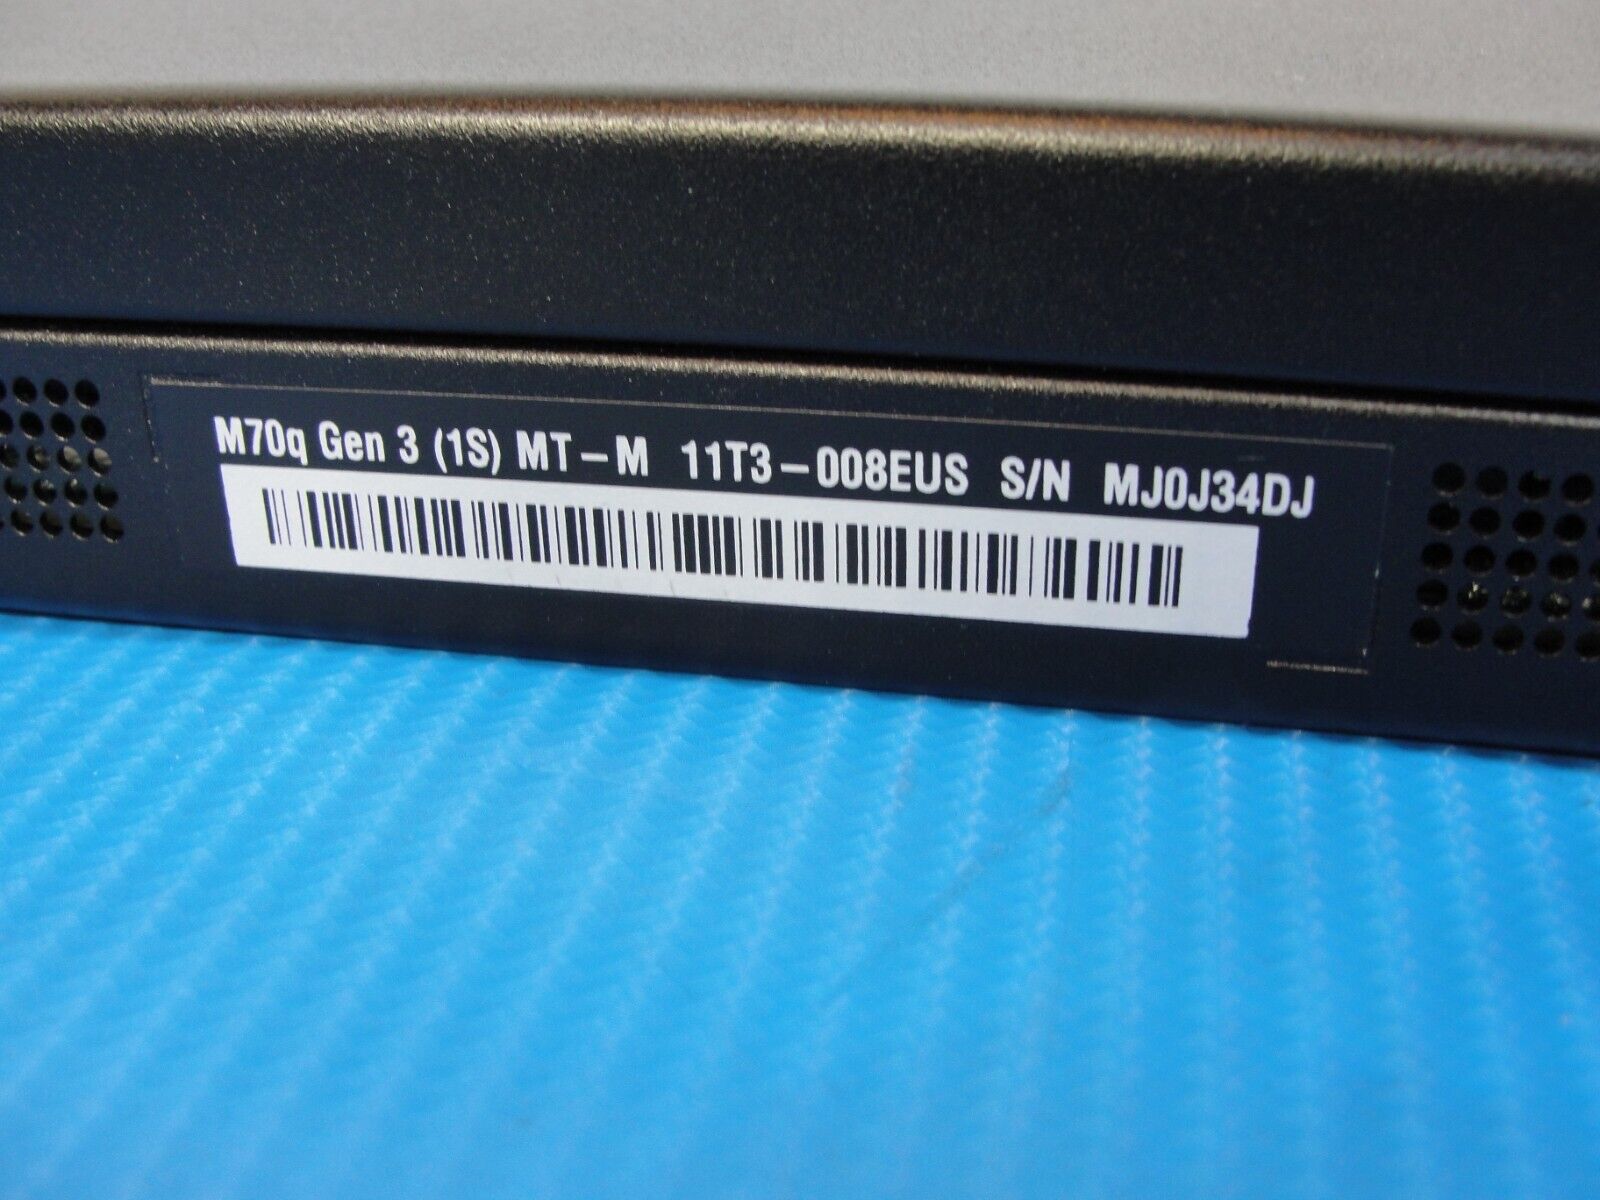 M70q Gen 3 (1S) MT-M 11T3-008EUS S/N MJ0J34DJ